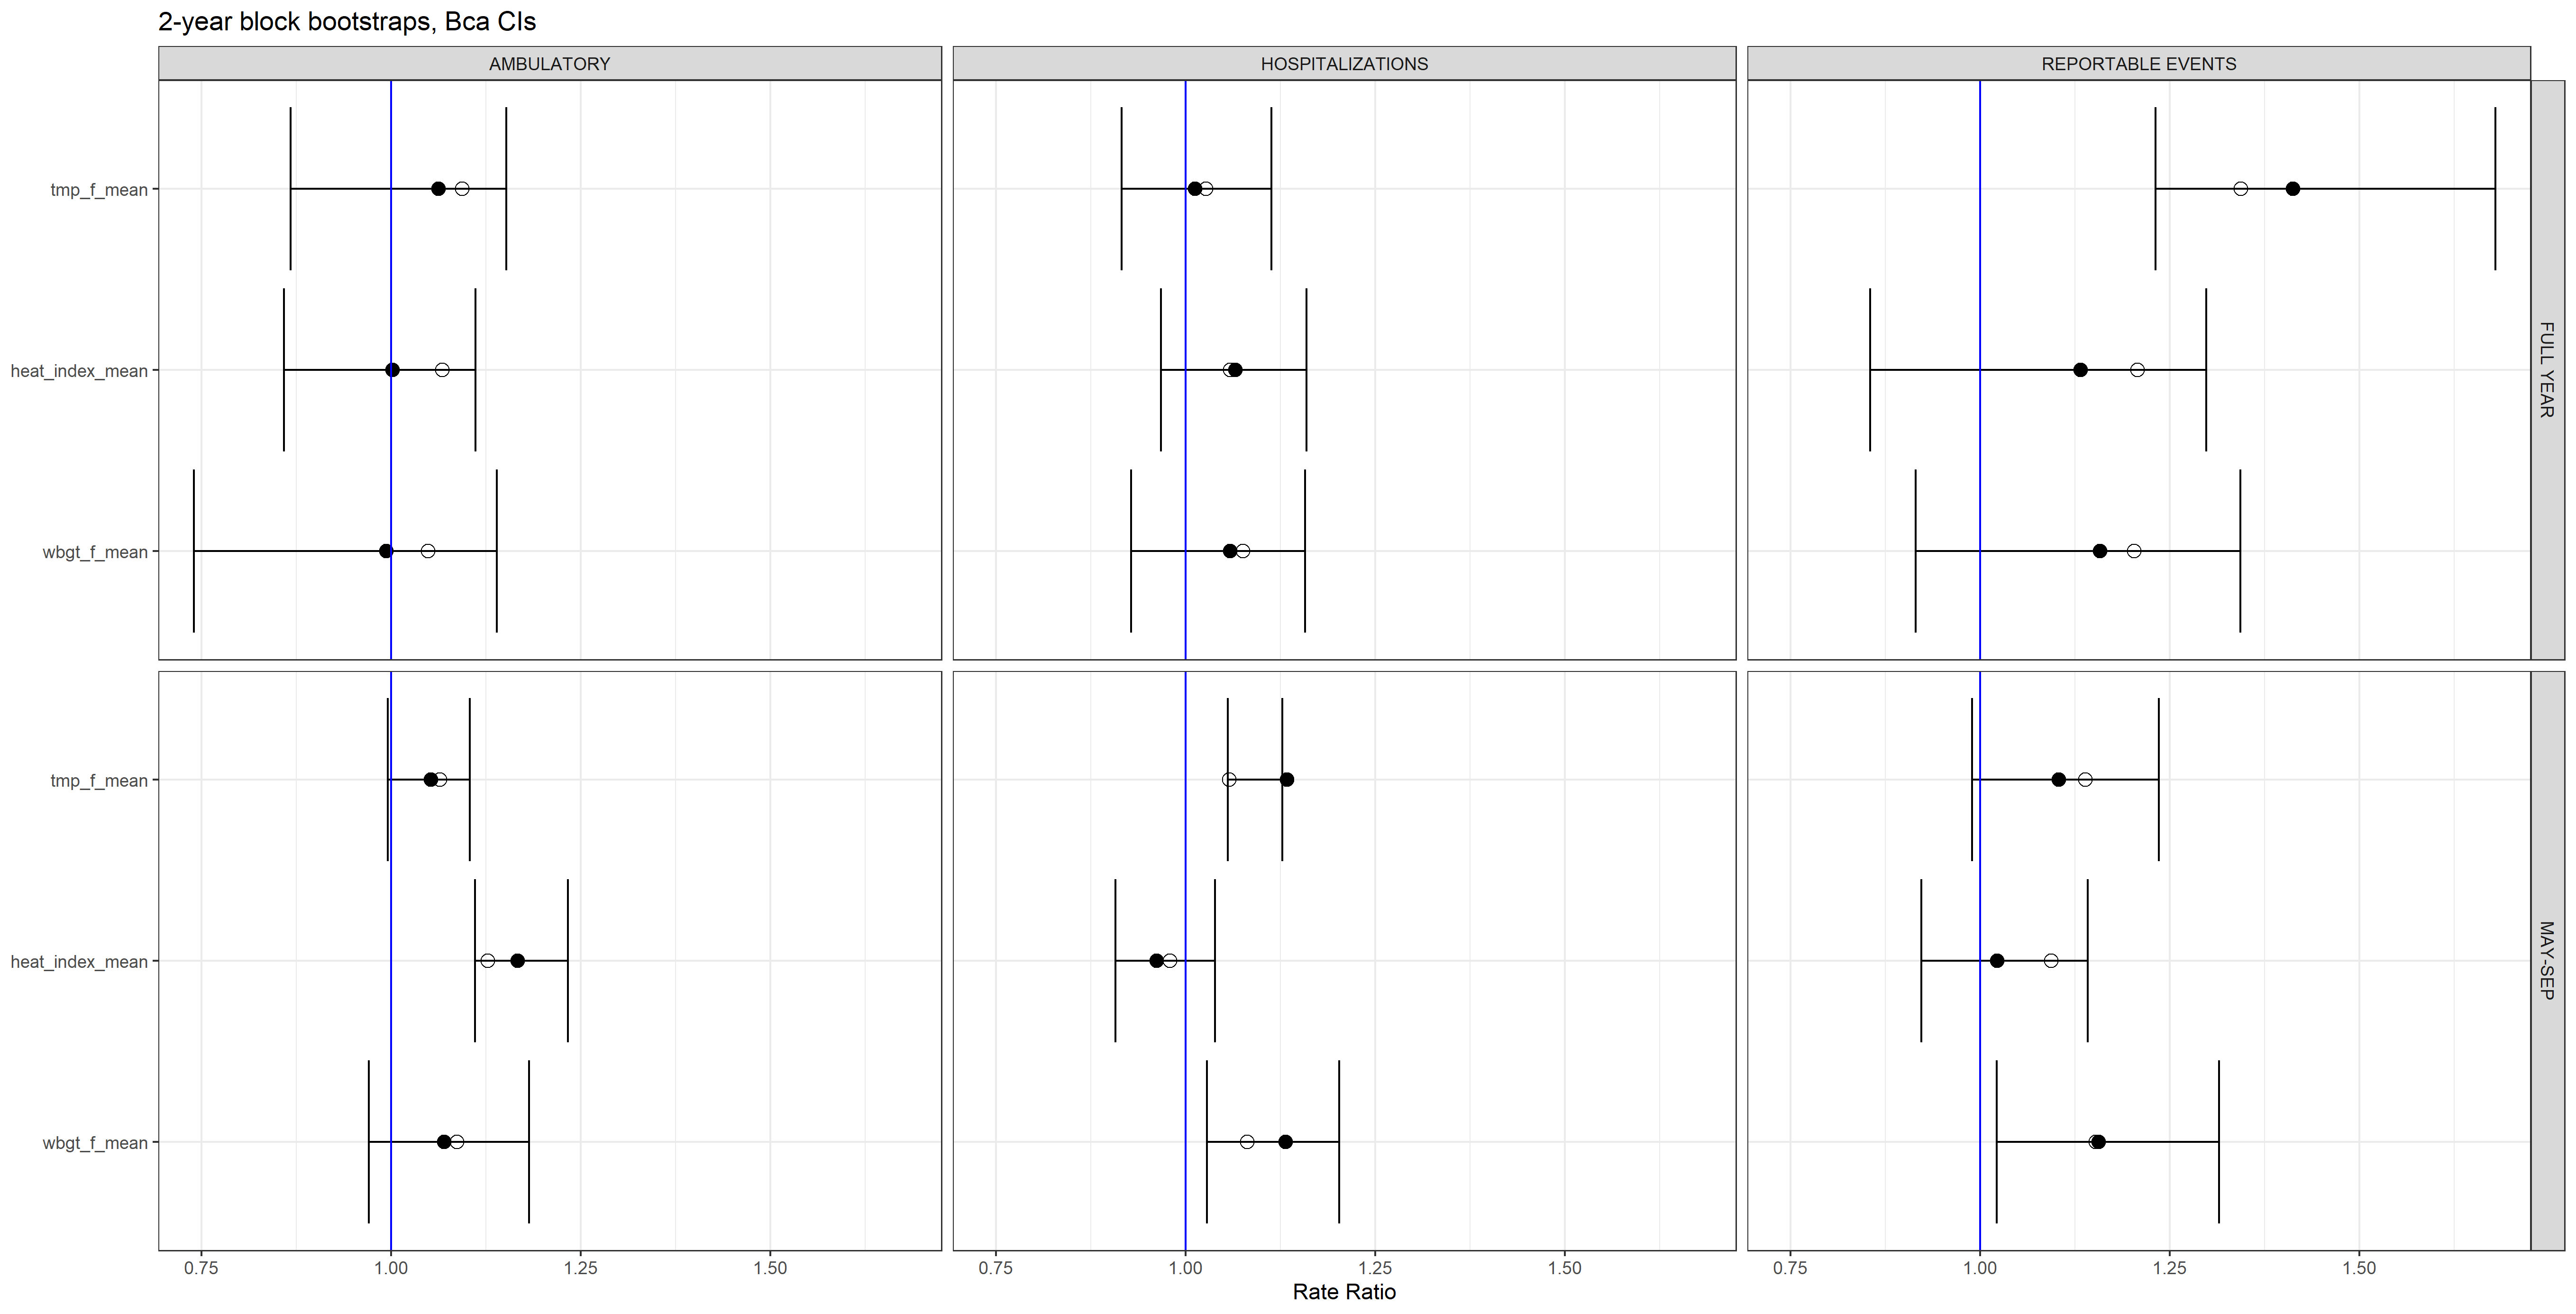 2-year block bootstraps, Bca CIs
AMBULATORY
HOSPITALIZATIONS
REPORTABLE EVENTS
tmp_f_mean
heat_index_mean
wbgt_f_mean
FULL YEAR
tmp_f_mean
heat_index_mean
wbgt_f_mean
MAY-SEP
0.75 1.00 1.25 1.50
0.75 1.00 1.25 1.50
0.75 1.00 1.25 1.50
Rate Ratio